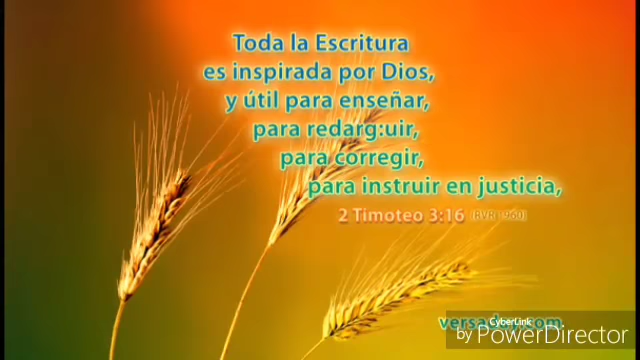 Toda la Escritura
es inspirada por Dios,
y útil para enseñar,
para redarg:uir,
para corregir,
para instruir en justicia,
2 Timoteo 3:16 (RVR 1960)
CyberLink
by PowerDirector